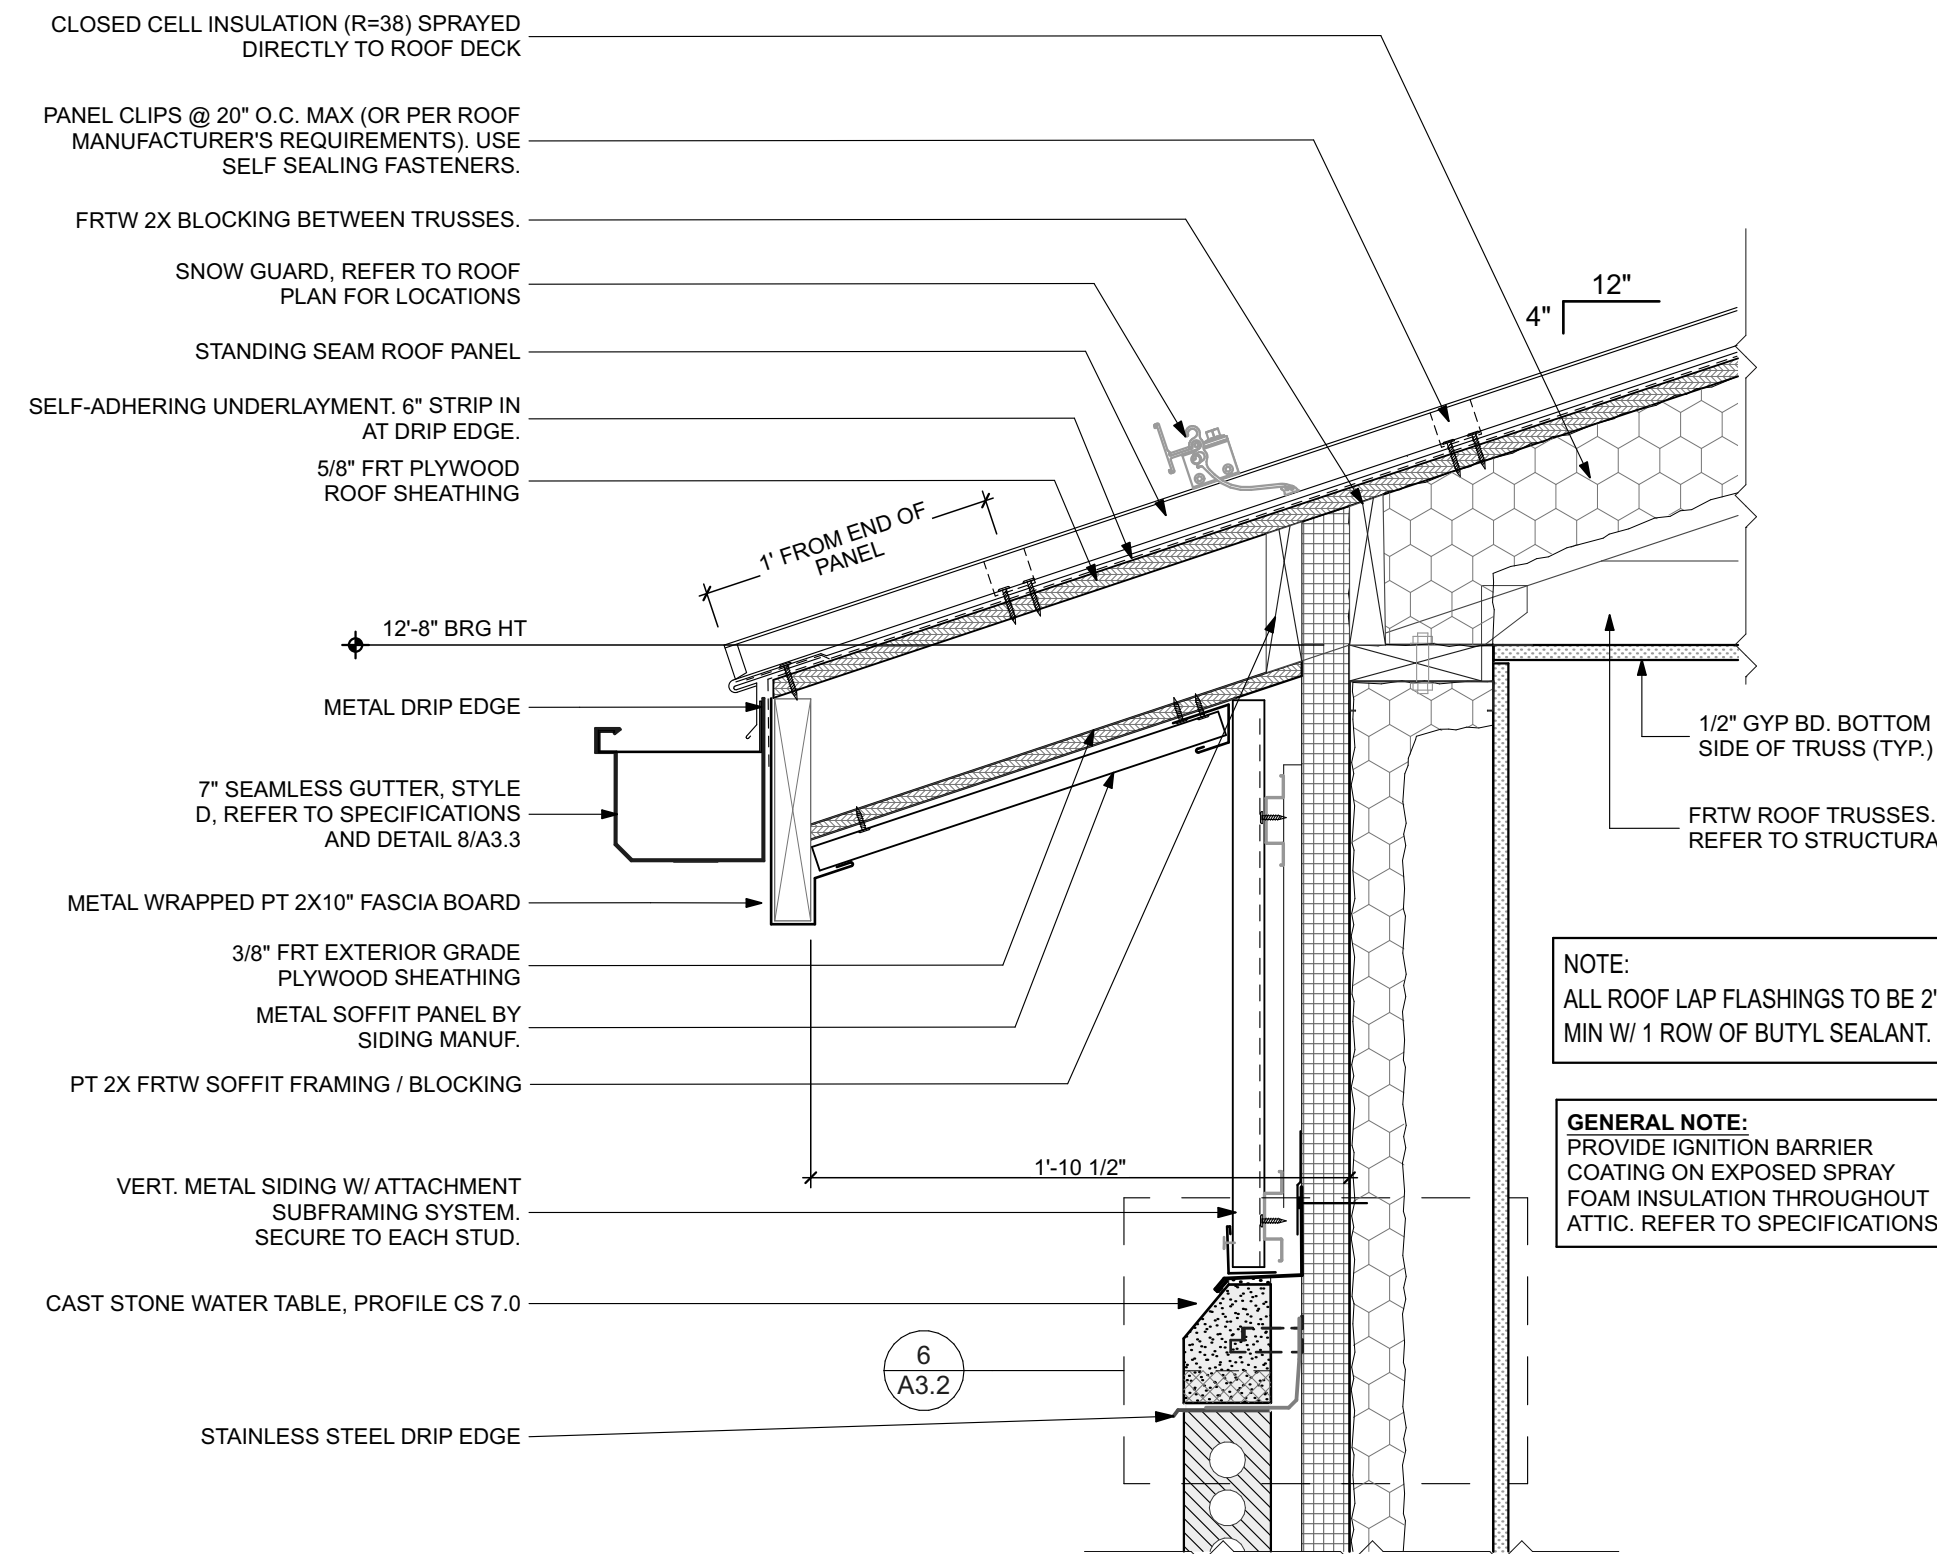 CLOSED CELL INSULATION (R=38) SPRAYED
DIRECTLY TO ROOF DECK
PANEL CLIPS @ 20" O.C. MAX (OR PER ROOF
MANUFACTURER'S REQUIREMENTS). USE
SELF SEALING FASTENERS.
FRTW 2X BLOCKING BETWEEN TRUSSES.
SNOW GUARD, REFER TO ROOF
PLAN FOR LOCATIONS
STANDING SEAM ROOF PANEL
SELF-ADHERING UNDERLAYMENT. 6" STRIP IN
AT DRIP EDGE.
5/8" FRT PLYWOOD
ROOF SHEATHING
12"
4"
1' FROM END OF
PANEL
12'-8" BRG HT
METAL DRIP EDGE
7" SEAMLESS GUTTER, STYLE
D, REFER TO SPECIFICATIONS
AND DETAIL 8/A3.3
METAL WRAPPED PT 2X10" FASCIA BOARD
3/8" FRT EXTERIOR GRADE
PLYWOOD SHEATHING
METAL SOFFIT PANEL BY
SIDING MANUF.
PT 2X FRTW SOFFIT FRAMING / BLOCKING
1'-10 1/2"
VERT. METAL SIDING W/ ATTACHMENT
SUBFRAMING SYSTEM.
SECURE TO EACH STUD.
CAST STONE WATER TABLE, PROFILE CS 7.0
6
A3.2
STAINLESS STEEL DRIP EDGE
1/2" GYP BD. BOTTOM
SIDE OF TRUSS (TYP.)
FRTW ROOF TRUSSES.
REFER TO STRUCTURA
NOTE:
ALL ROOF LAP FLASHINGS TO BE 2"
MIN W/ 1 ROW OF BUTYL SEALANT.
GENERAL NOTE:
PROVIDE IGNITION BARRIER
COATING ON EXPOSED SPRAY
FOAM INSULATION THROUGHOUT
ATTIC. REFER TO SPECIFICATIONS